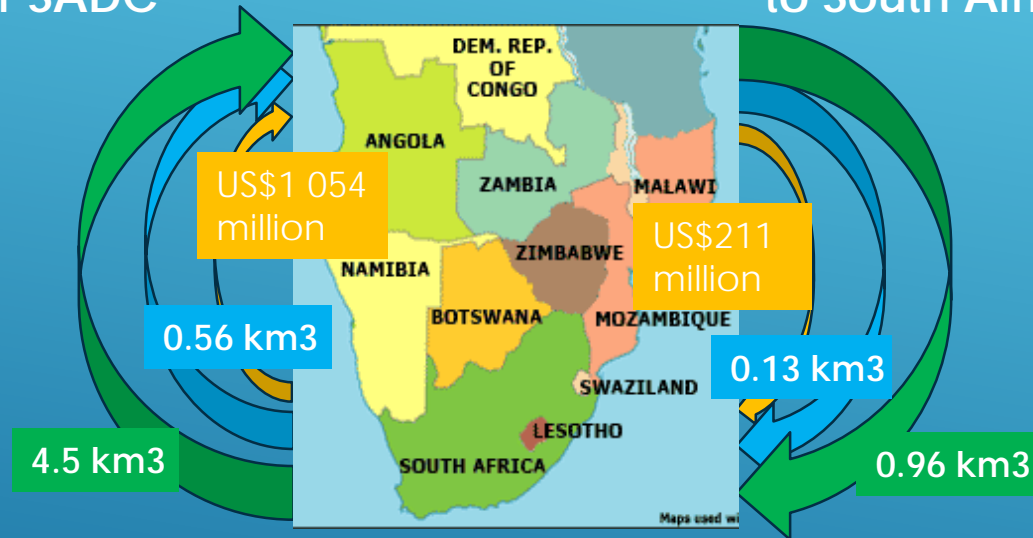 SADC
to South
DEM. REP.
OF
CONGO
ANGOLA
ZAMBIA
MALAWI
US$1 054
million
ZIMBABWE
US$211
million
NAMIBIA
BOTSWANA
MOZAMBIQUE
0.56 km3
0.13 km3
SWAZILAND
LESOTHO
4.5 km3
SOUTH AFRICA
0.96 km3
Maps used